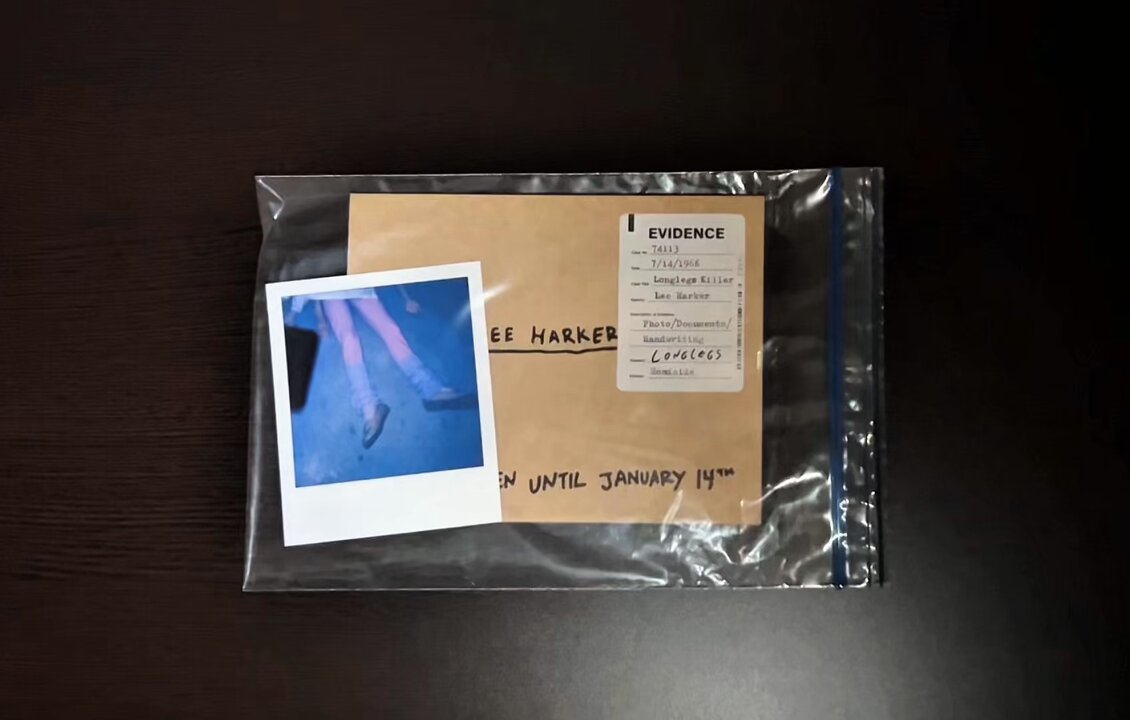 EE HARKER
EN UNTIL JANUARY 14TH
EVIDENCE
74113
7/14/1966
Longlegs Killer
Lee Harker
Photo/Documents/
Handwriting
LONGLEGS
Homicide